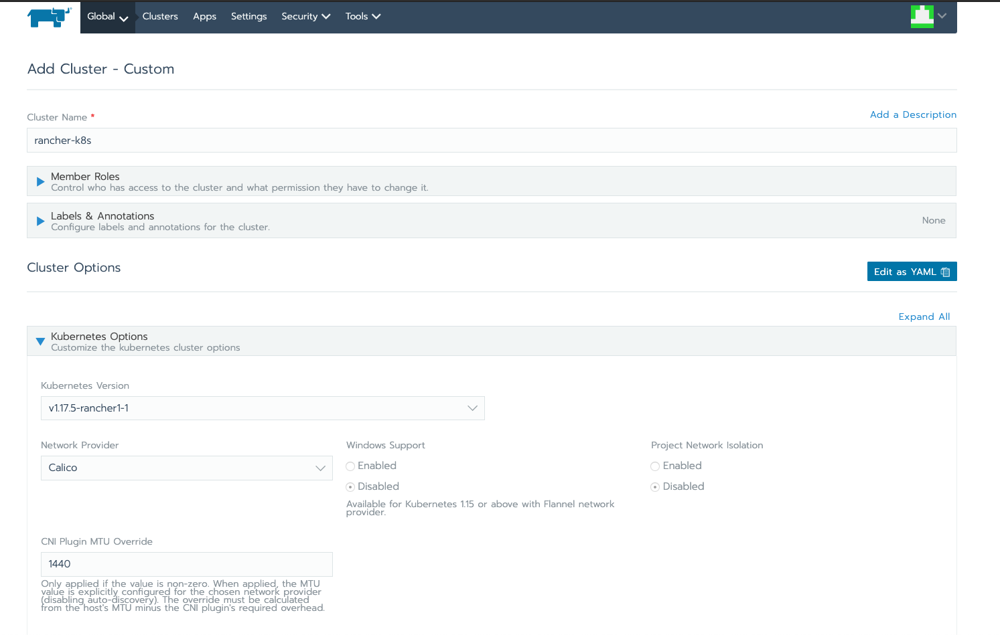 Global Clusters Apps Settings Security Tools
Add Cluster - Custom
Cluster Name *
Add a Description
rancher-k8s
Member Roles
Control who has access to the cluster and what permission they have to change it.
Labels & Annotations
Configure labels and annotations for the cluster.
None
Cluster Options
Edit as YAML
Expand All
Kubernetes Options
Customize the kubernetes cluster options
Kubernetes Version
v1.17.5-rancher1-1
Network Provider
Calico
Windows Support
Enabled
Disabled
Available for Kubernetes 1.15 or above with Flannel network
provider.
Project Network Isolation
Enabled
Disabled
CNI Plugin MTU Override
1440
Only applied if the value is non-zero. When applied, the MTU
value is explicitly configured for the chosen network provider
(disabling auto-discovery). The override must be calculated
from the host's MTU minus the CNI plugin's required overhead.